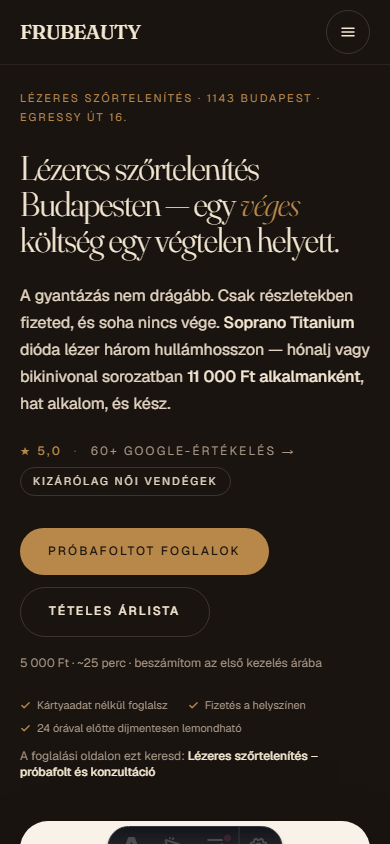 FRUBEAUTY
LÉZERES SZŐRTELENÍTÉS · 1143 BUDAPEST ·
EGRESSY ÚT 16.
Lézeres szőrtelenítés
Budapesten — egy véges
költség egy végtelen helyett.
A gyantázás nem drágább. Csak részletekben
fizeted, és soha nincs vége. Soprano Titanium
dióda lézer három hullámhosszon — hónalj vagy
bikinivonal sorozatban 11 000 Ft alkalmanként,
hat alkalom, és kész.
★ 5,0 · 60+ GOOGLE-ÉRTÉKELÉS →
KIZÁRÓLAG NŐI VENDÉGEK
PRÓBAFOLTOT FOGLALOK
TÉTELES ÁRLISTA
5 000 Ft · ~25 perc · beszámítom az első kezelés árába
✓ Kártyaadat nélkül foglalsz ✓ Fizetés a helyszínen
✓ 24 órával előtte díjmentesen lemondható
A foglalási oldalon ezt keresd: Lézeres szőrtelenítés –
próbafolt és konzultáció